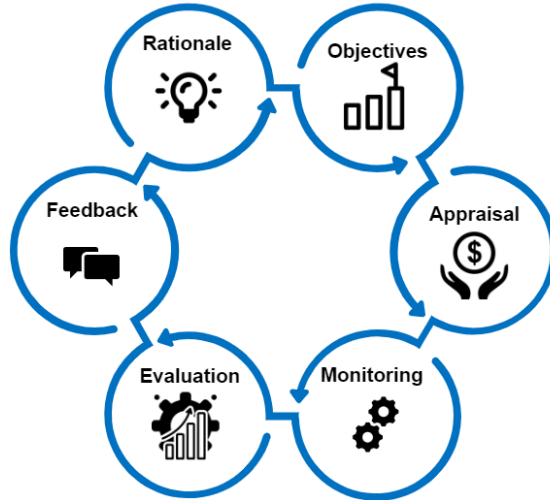 Rationale
Objectives
Appraisal
$
Monitoring
Evaluation
Feedback